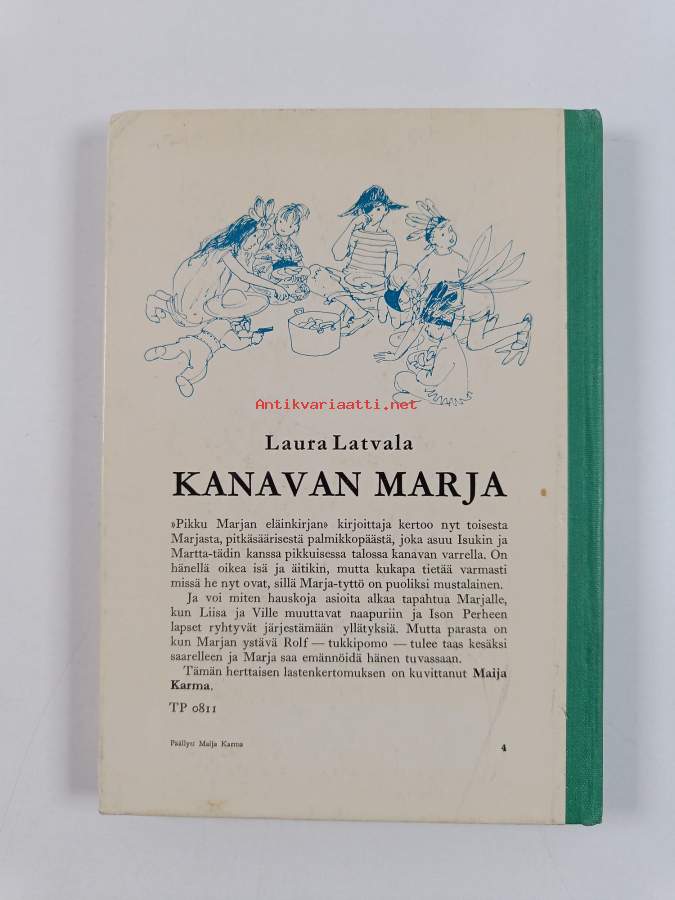 Antikvariaatti.net
Laura Latvala
KANAVAN MARJA
»Pikku Marjan eläinkirjan» kirjoittaja kertoo nyt toisesta
Marjasta, pitkäsäärisestä palmikkopäästä, joka asuu Isukin ja
Martta-tädin kanssa pikkuisessa talossa kanavan varrella. On
hänellä oikea isä ja äitikin, mutta kukapa tietää varmasti
missä he nyt ovat, sillä Marja-tyttö on puoliksi mustalainen.
Ja voi miten hauskoja asioita alkaa tapahtua Marjalle,
kun Liisa ja Ville muuttavat naapuriin ja Ison Perheen
lapset ryhtyvät järjestämään yllätyksiä. Mutta parasta on
kun Marjan ystävä Rolf — tukkipomo — tulee taas kesäksi
saarelleen ja Marja saa emännöidä hänen tuvassaan.
Tämän herttaisen lastenkertomuksen on kuvittanut Maija
Karma.
TP 0811
Päällys: Maija Karma
4